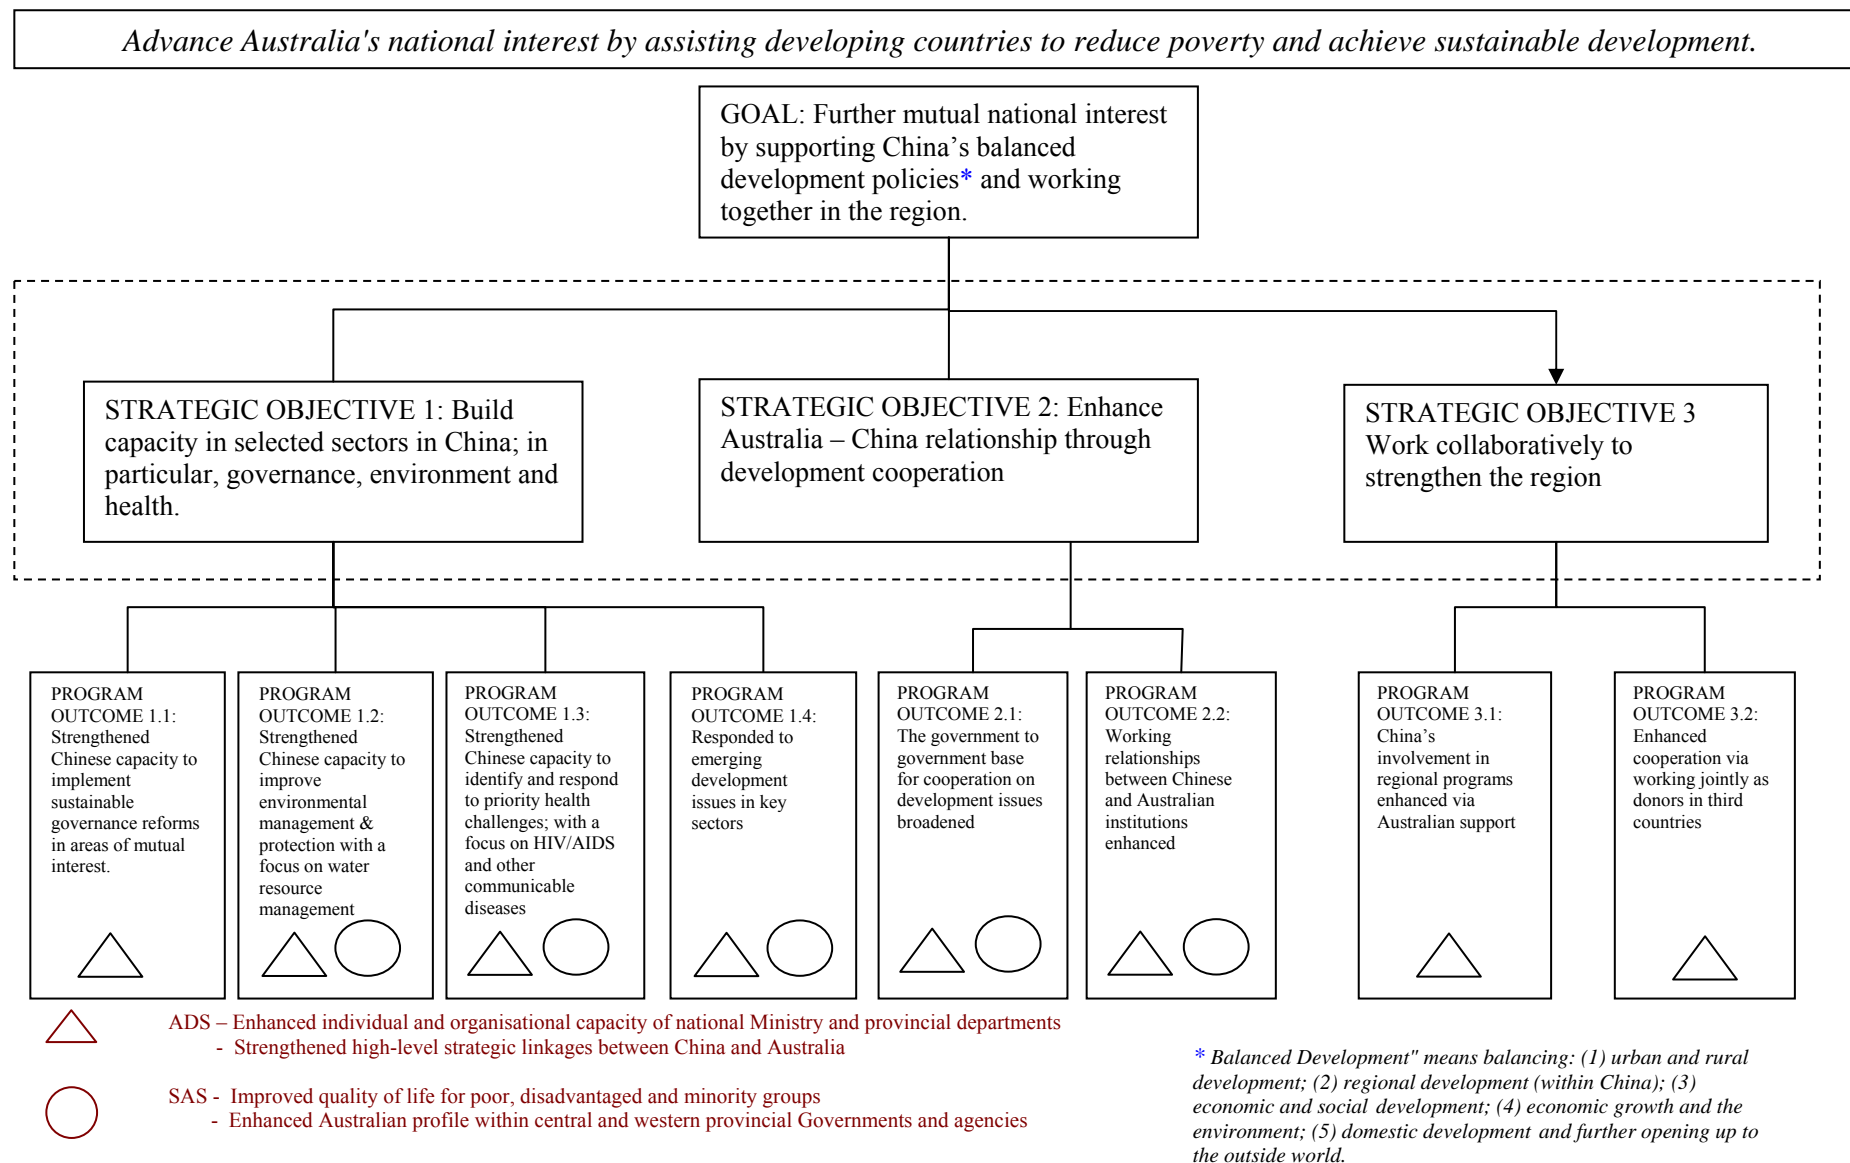 Advance Australia's national interest by assisting developing countries to reduce poverty and achieve sustainable development.
GOAL: Further mutual national interest
by supporting China’s balanced
development policies* and working
together in the region.
STRATEGIC OBJECTIVE 1: Build
capacity in selected sectors in China; in
particular, governance, environment and
health.
STRATEGIC OBJECTIVE 2: Enhance
Australia – China relationship through
development cooperation
STRATEGIC OBJECTIVE 3
Work collaboratively to
strengthen the region
PROGRAM
OUTCOME 1.1:
Strengthened
Chinese capacity to
implement
sustainable
governance reforms
in areas of mutual
interest.
PROGRAM
OUTCOME 1.2:
Strengthened
Chinese capacity to
improve
environmental
management &
protection with a
focus on water
resource
management
PROGRAM
OUTCOME 1.3:
Strengthened
Chinese capacity to
identify and respond
to priority health
challenges; with a
focus on HIV/AIDS
and other
communicable
diseases
PROGRAM
OUTCOME 1.4:
Responded to
emerging
development
issues in key
sectors
PROGRAM
OUTCOME 2.1:
The government to
government base
for cooperation on
development issues
broadened
PROGRAM
OUTCOME 2.2:
Working
relationships
between Chinese
and Australian
institutions
enhanced
PROGRAM
OUTCOME 3.1:
China’s
involvement in
regional programs
enhanced via
Australian support
PROGRAM
OUTCOME 3.2:
Enhanced
cooperation via
working jointly as
donors in third
countries
ADS – Enhanced individual and organisational capacity of national Ministry and provincial departments
- Strengthened high-level strategic linkages between China and Australia
SAS - Improved quality of life for poor, disadvantaged and minority groups
- Enhanced Australian profile within central and western provincial Governments and agencies
* Balanced Development" means balancing: (1) urban and rural
development; (2) regional development (within China); (3)
economic and social development; (4) economic growth and the
environment; (5) domestic development and further opening up to
the outside world.